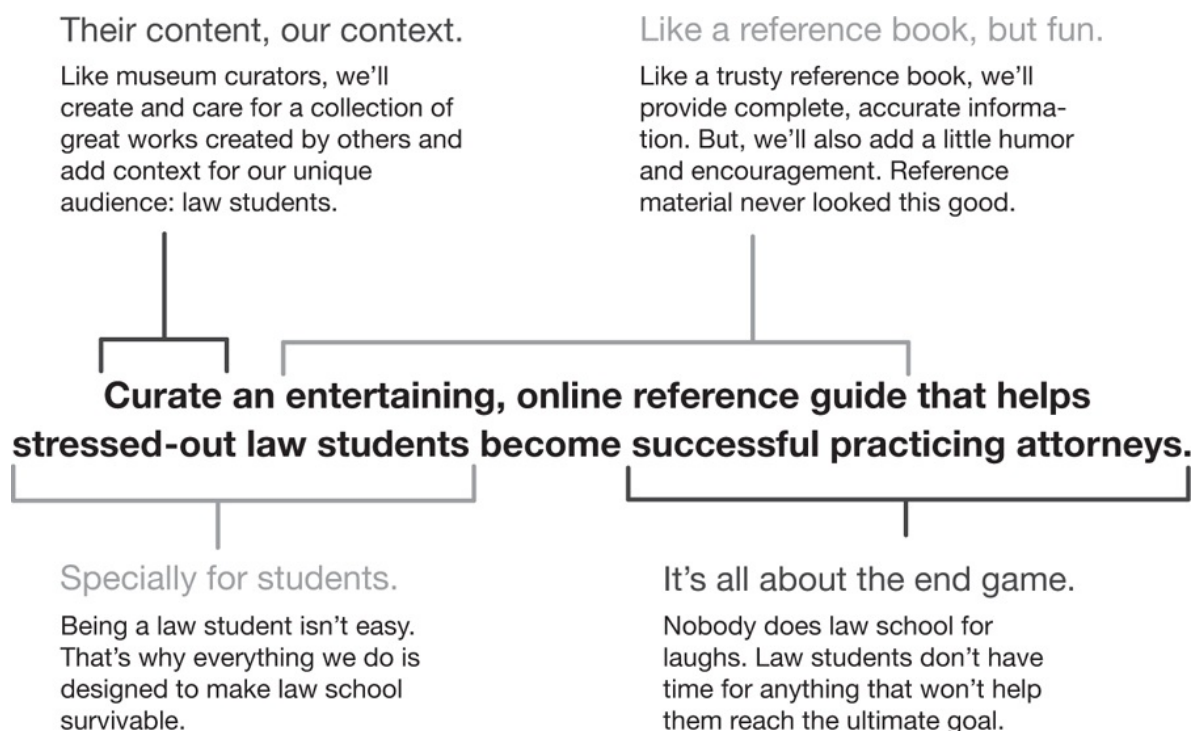 Their content, our context.
Like museum curators, we'll
create and care for a collection of
great works created by others and
add context for our unique
audience: law students.
Like a reference book, but fun.
Like a trusty reference book, we'll
provide complete, accurate informa-
tion. But, we'll also add a little humor
and encouragement. Reference
material never looked this good.
Curate an entertaining, online reference guide that helps
stressed-out law students become successful practicing attorneys.
Specially for students.
Being a law student isn't easy.
That's why everything we do is
designed to make law school
survivable.
It's all about the end game.
Nobody does law school for
laughs. Law students don't have
time for anything that won't help
them reach the ultimate goal.